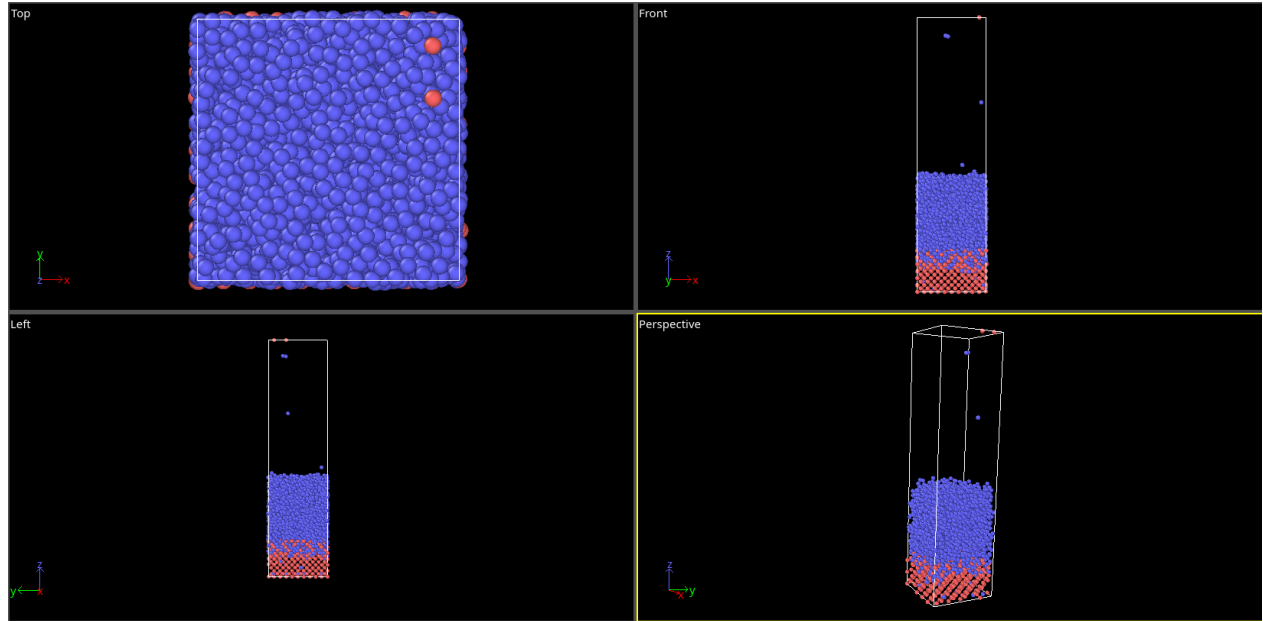 Top
y
z x
Front
z
y x
Left
z
y x
Perspective
z
x y